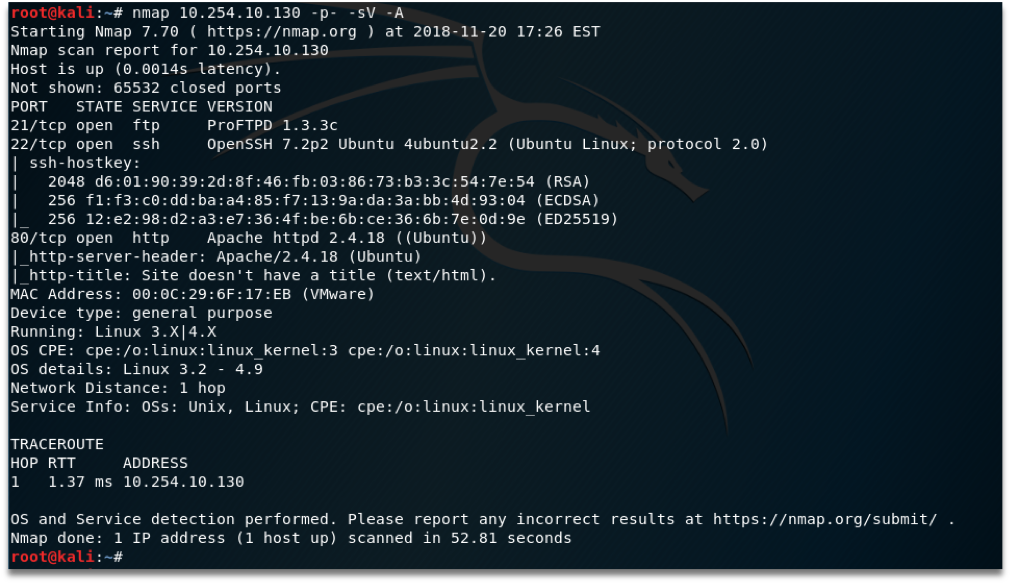 root@kali:~# nmap 10.254.10.130 -p- -sV -A
Starting Nmap 7.70 ( https://nmap.org ) at 2018-11-20 17:26 EST
Nmap scan report for 10.254.10.130
Host is up (0.0014s latency).
Not shown: 65532 closed ports
PORT   STATE SERVICE VERSION
21/tcp open  ftp     ProFTPD 1.3.3c
22/tcp open  ssh     OpenSSH 7.2p2 Ubuntu 4ubuntu2.2 (Ubuntu Linux; protocol 2.0)
| ssh-hostkey:
|   2048 d6:01:90:39:2d:8f:46:fb:03:86:73:b3:3c:54:7e:54 (RSA)
|   256 f1:f3:c0:dd:ba:a4:85:f7:13:9a:da:3a:bb:4d:93:04 (ECDSA)
|_  256 12:e2:98:d2:a3:e7:36:4f:be:6b:ce:36:6b:7e:0d:9e (ED25519)
80/tcp open  http    Apache httpd 2.4.18 ((Ubuntu))
|_http-server-header: Apache/2.4.18 (Ubuntu)
|_http-title: Site doesn't have a title (text/html).
MAC Address: 00:0C:29:6F:17:EB (VMware)
Device type: general purpose
Running: Linux 3.X|4.X
OS CPE: cpe:/o:linux:linux_kernel:3 cpe:/o:linux:linux_kernel:4
OS details: Linux 3.2 - 4.9
Network Distance: 1 hop
Service Info: OSs: Unix, Linux; CPE: cpe:/o:linux:linux_kernel
TRACEROUTE
HOP RTT     ADDRESS
1   1.37 ms 10.254.10.130
OS and Service detection performed. Please report any incorrect results at https://nmap.org/submit/ .
Nmap done: 1 IP address (1 host up) scanned in 52.81 seconds
root@kali:~#